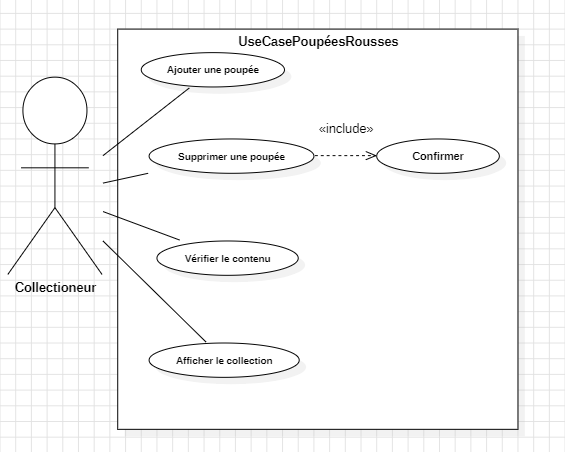 UseCasePoupéesRousses
Ajouter une poupée
«include»
Supprimer une poupée
Confirmer
Vérifier le contenu
Collectioneur
Afficher le collection